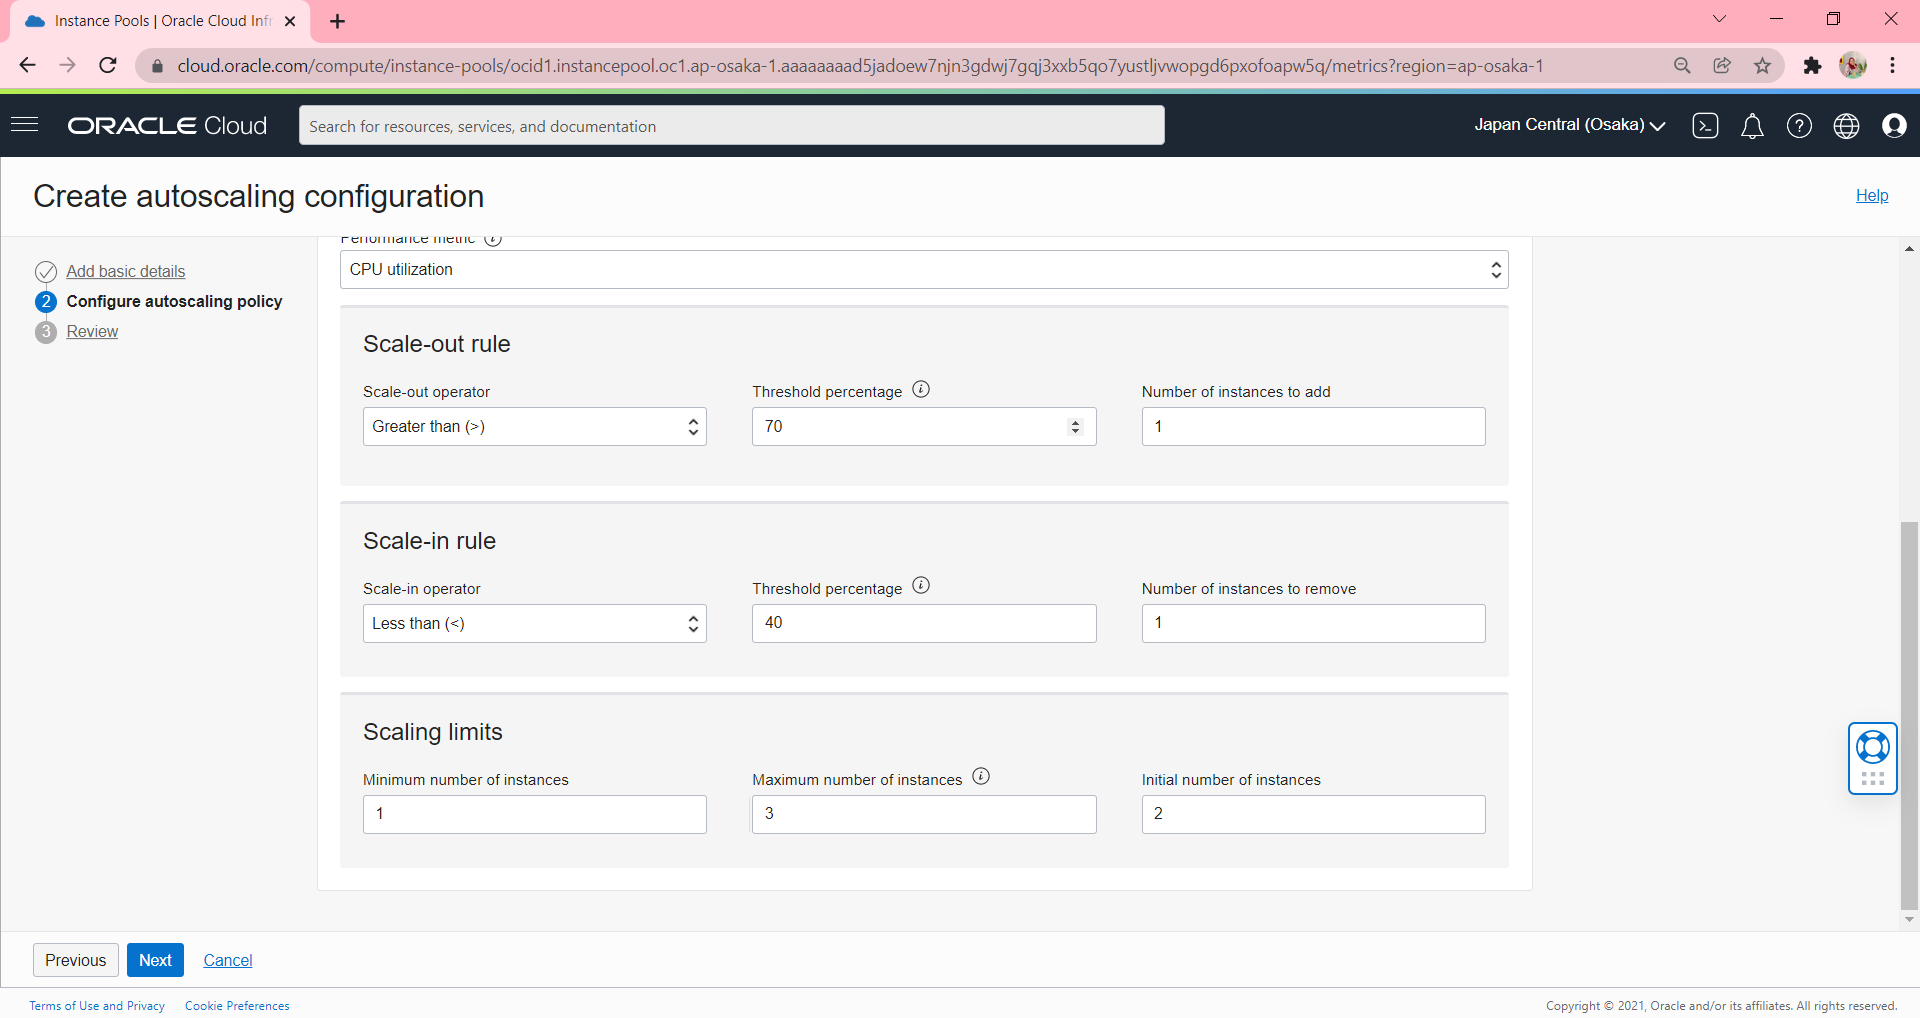 Instance Pools | Oracle Cloud Infr
cloud.oracle.com/compute/instance-pools/ocid1.instancepool.oc1.ap-osaka-1.aaaaaaaad5jadoew7njn3gdwj7gqj3xxb5qo7yustljvwopgd6pxofoapw5q/metrics?region=ap-osaka-1
ORACLE Cloud
Search for resources, services, and documentation
Japan Central (Osaka)
Create autoscaling configuration
Help
Add basic details
2 Configure autoscaling policy
3 Review
Performance metric
CPU utilization
Scale-out rule
Scale-out operator Threshold percentage Number of instances to add
Greater than (>) 70 1
Scale-in rule
Scale-in operator Threshold percentage Number of instances to remove
Less than (<) 40 1
Scaling limits
Minimum number of instances Maximum number of instances Initial number of instances
1 3 2
Previous Next Cancel
Terms of Use and Privacy Cookie Preferences
Copyright © 2021, Oracle and/or its affiliates. All rights reserved.